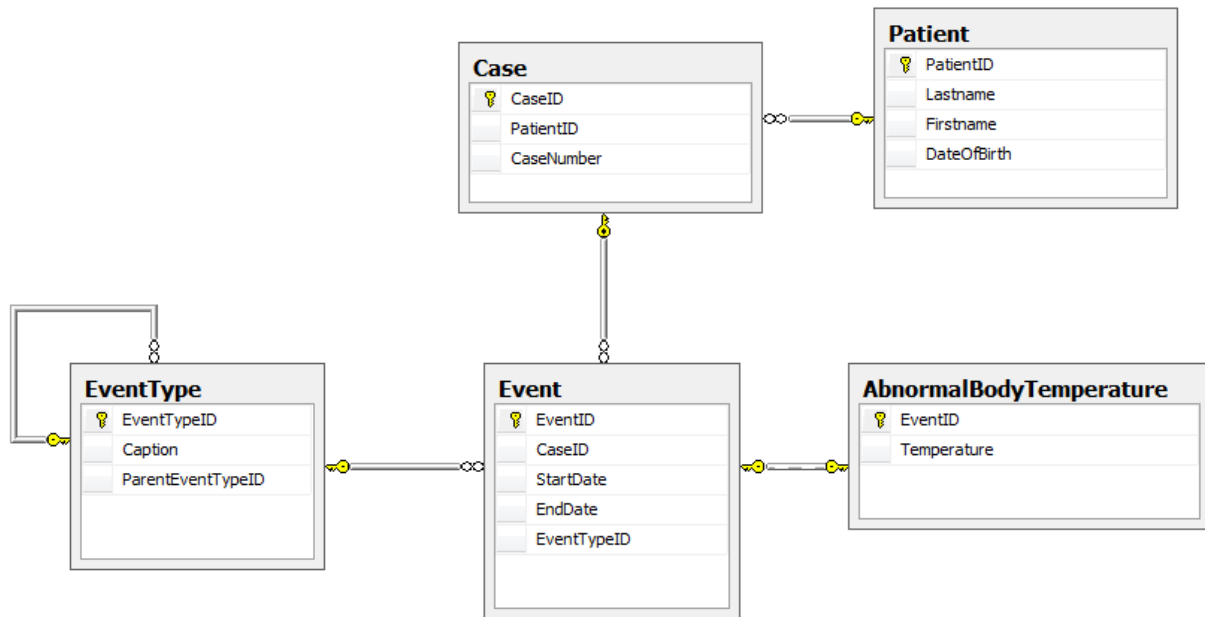 Patient
PatientID
Lastname
Firstname
DateOfBirth
Case
CaseID
PatientID
CaseNumber
EventType
EventTypeID
Caption
ParentEventTypeID
Event
EventID
CaseID
StartDate
EndDate
EventTypeID
AbnormalBodyTemperature
EventID
Temperature